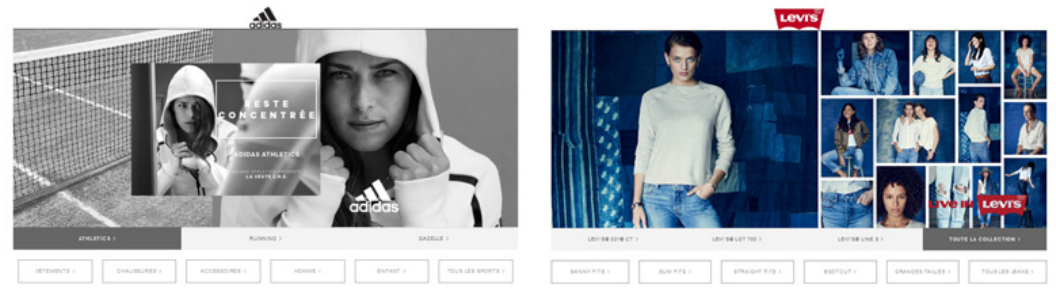 adidas
RESTE
CONCENTRÉE
ADIDAS ATHLETICS
LA VENTE Z.N.E.
adidas
ATHLETICS >
RUNNING >
GAZELLE >
VÊTEMENTS >
CHAUSSURES >
ACCESSOIRES >
HOMME >
ENFANT >
TOUS LES SPORTS >
LEVI'S
LIVE IN LEVI'S
TOUTE LA COLLECTION >
SKINNY FITS >
SLIM FITS >
STRAIGHT FITS >
BOOTCUT >
GRANDES TAILLES >
TOUS LES JEANS >